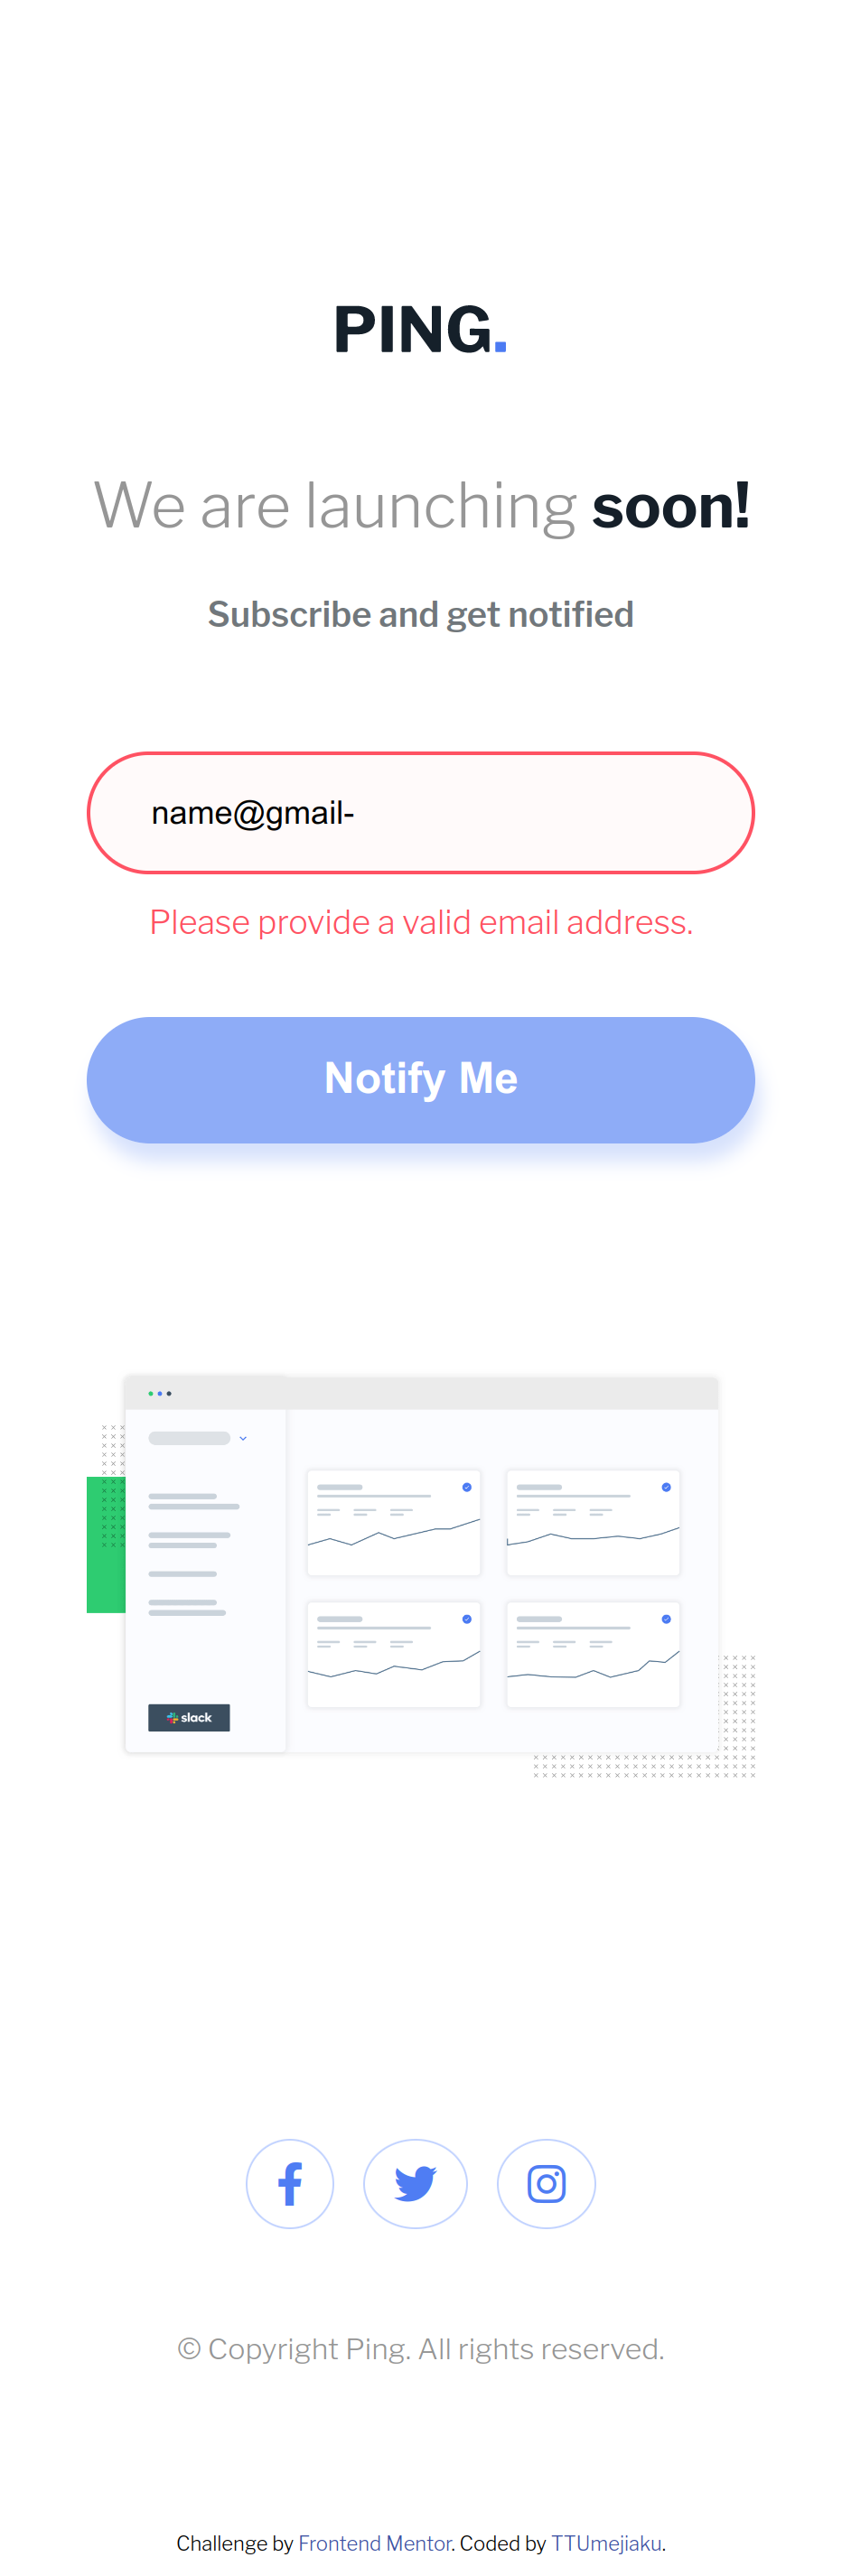 PING.
We are launching soon!
Subscribe and get notified
name@gmail-
Please provide a valid email address.
Notify Me
slack
© Copyright Ping. All rights reserved.
Challenge by Frontend Mentor. Coded by TTUmejiaku.